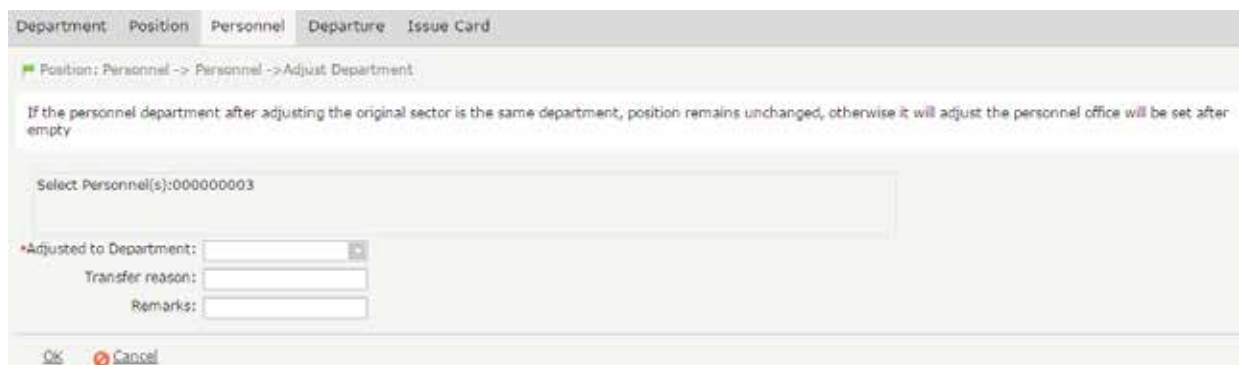 Department Position Personnel Departure Issue Card
Position: Personnel -> Personnel ->Adjust Department
If the personnel department after adjusting the original sector is the same department, position remains unchanged, otherwise it will adjust the personnel office will be set after
empty
Select Personnel(s):000000003
*Adjusted to Department:
Transfer reason:
Remarks:
OK Cancel